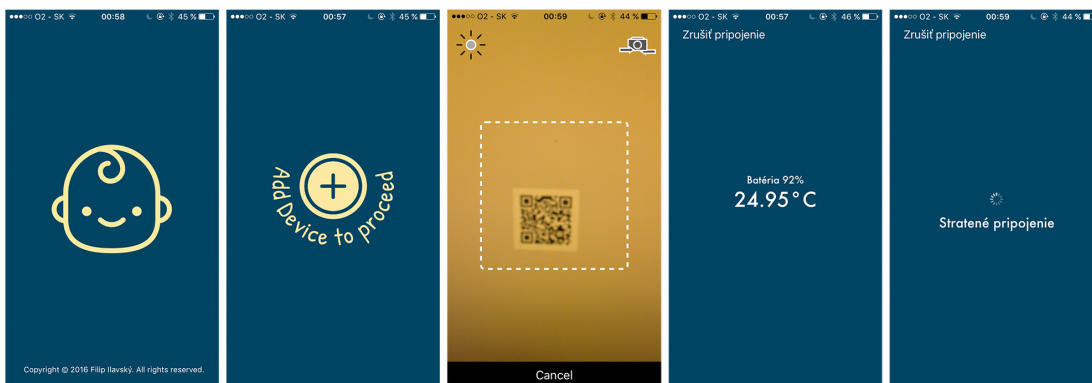 ●●●○○ O2 - SK 00:58 45 %
Copyright © 2016 Filip Ilavský. All rights reserved.
●●●○○ O2 - SK 00:57 45 %
Add Device to proceed
●●●○○ O2 - SK 00:59 44 %
Cancel
●●●○○ O2 - SK 00:57 46 %
Zrušiť pripojenie
Batéria 92%
24.95°C
●●●○○ O2 - SK 00:59 44 %
Zrušiť pripojenie
Stratené pripojenie